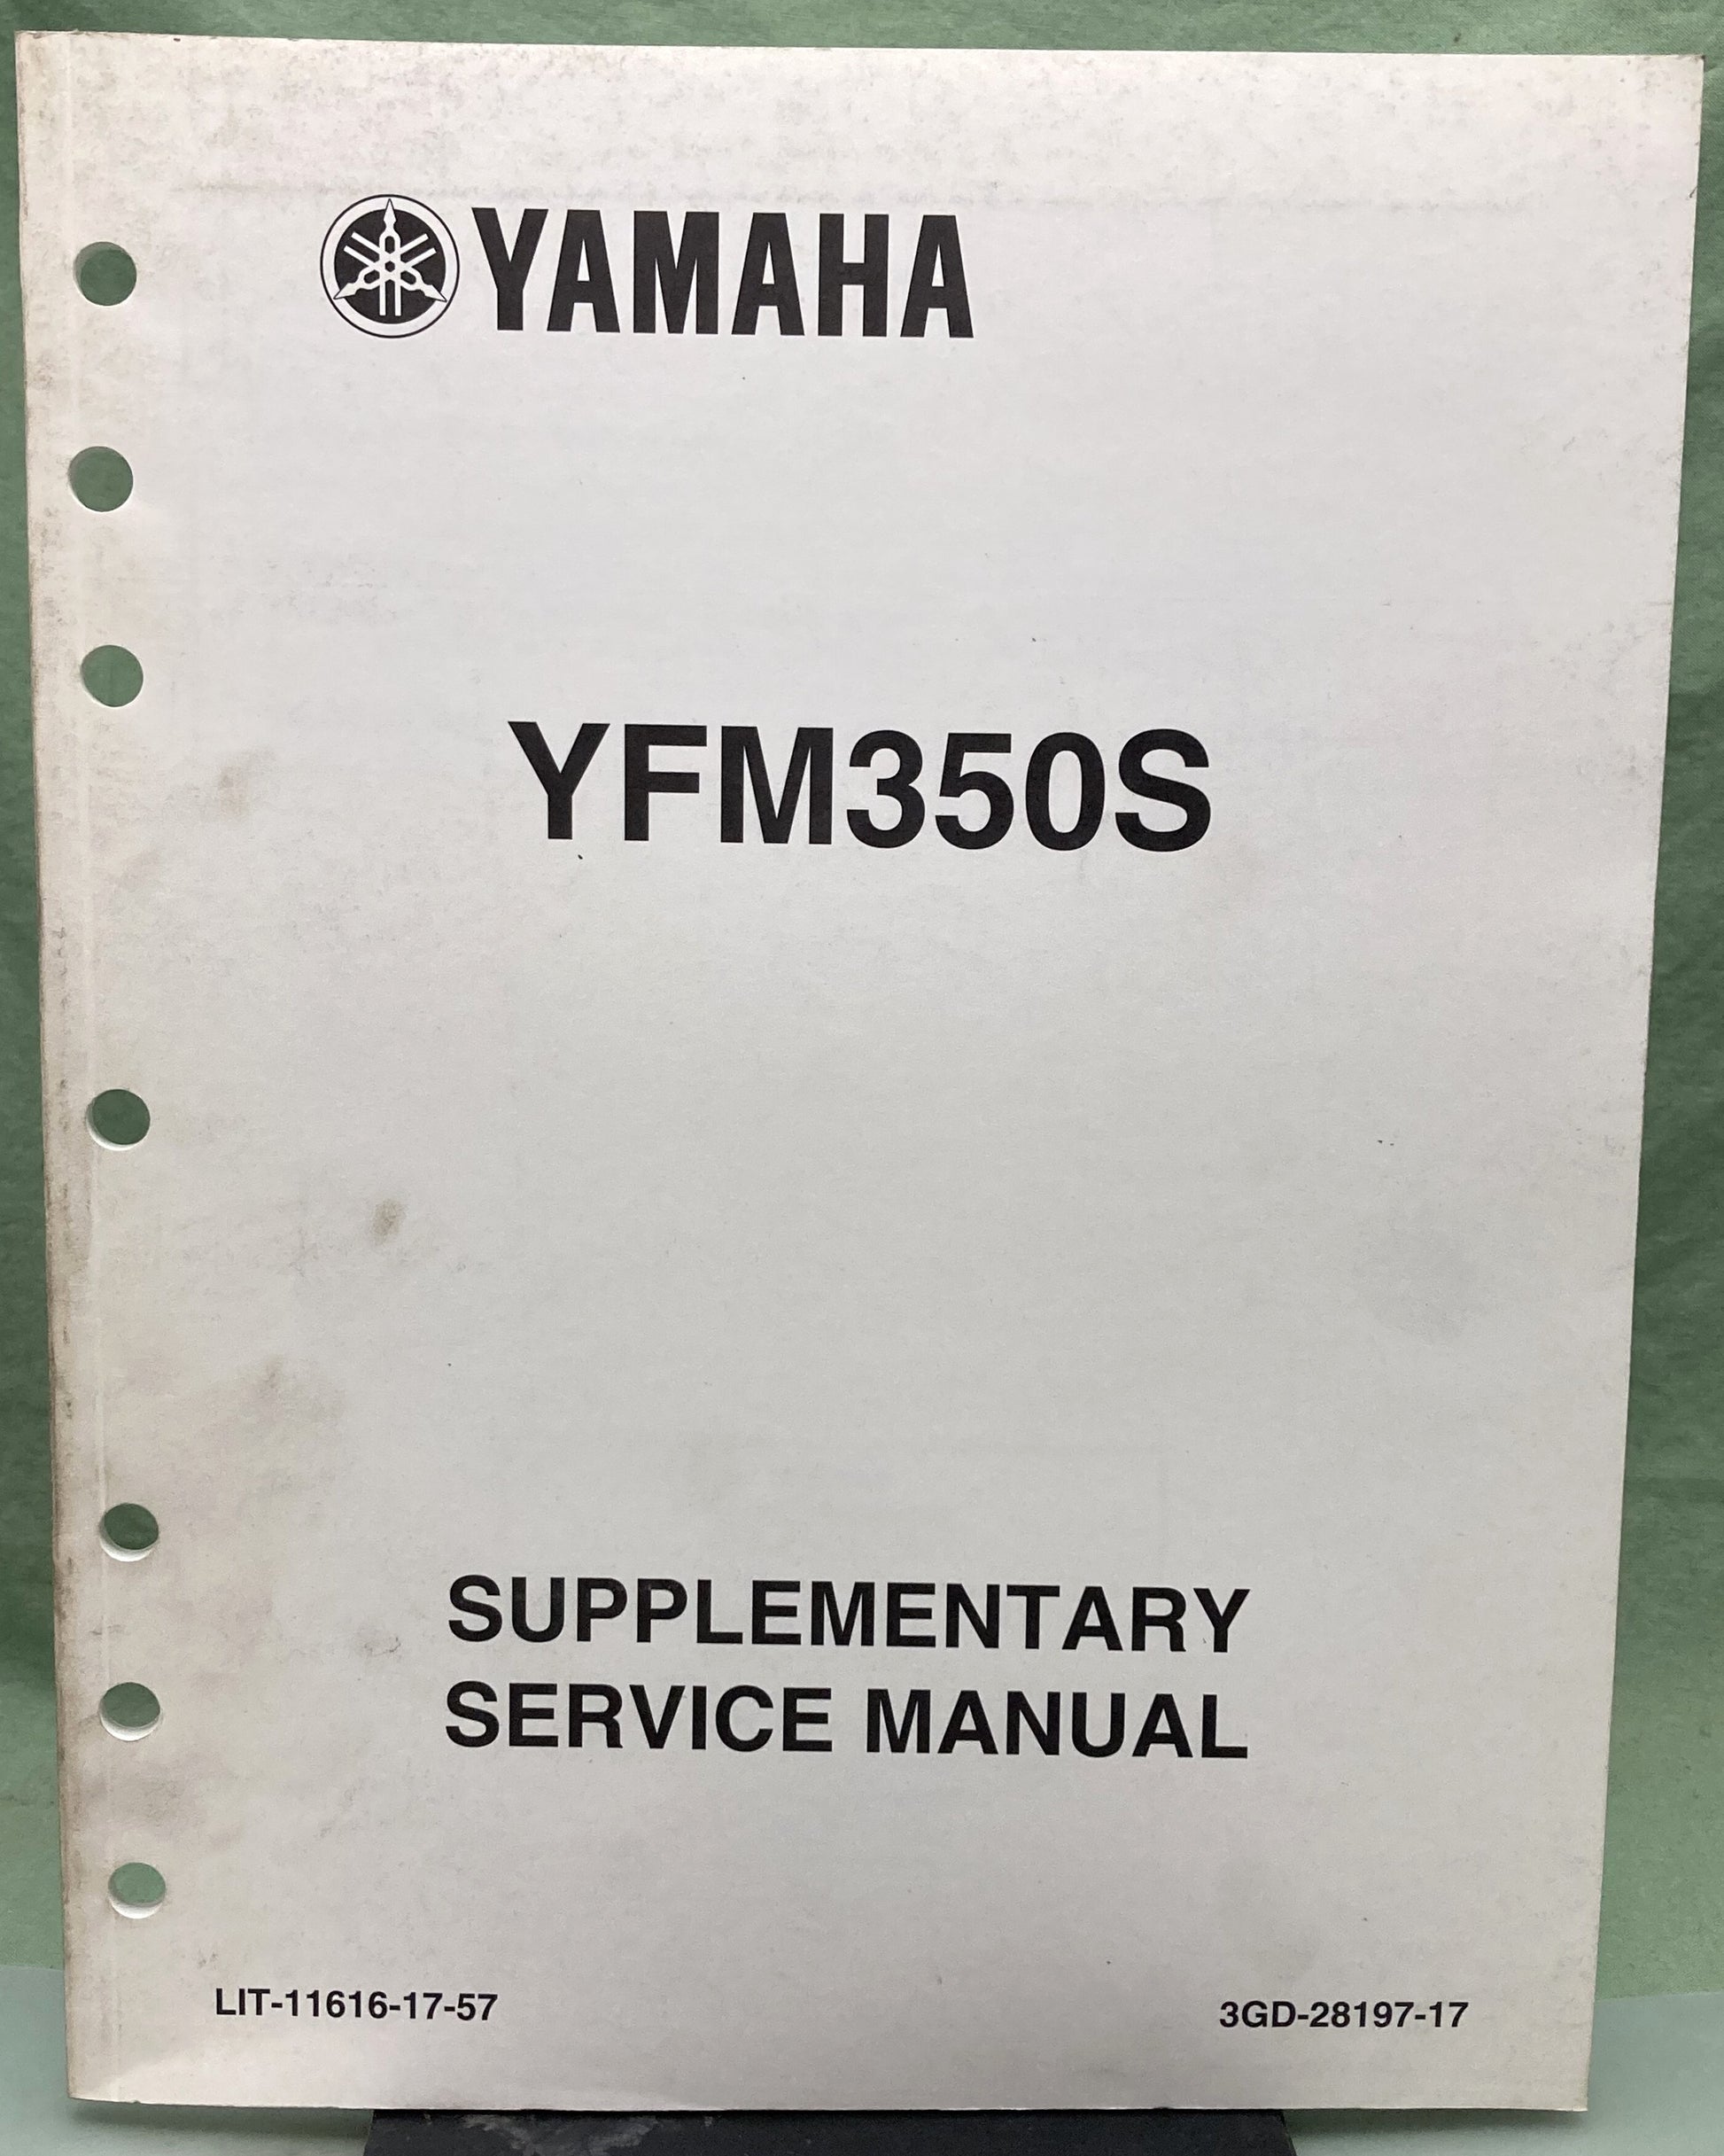 YAMAHA
YFM350S
SUPPLEMENTARY
SERVICE MANUAL
LIT-11616-17-57
3GD-28197-17